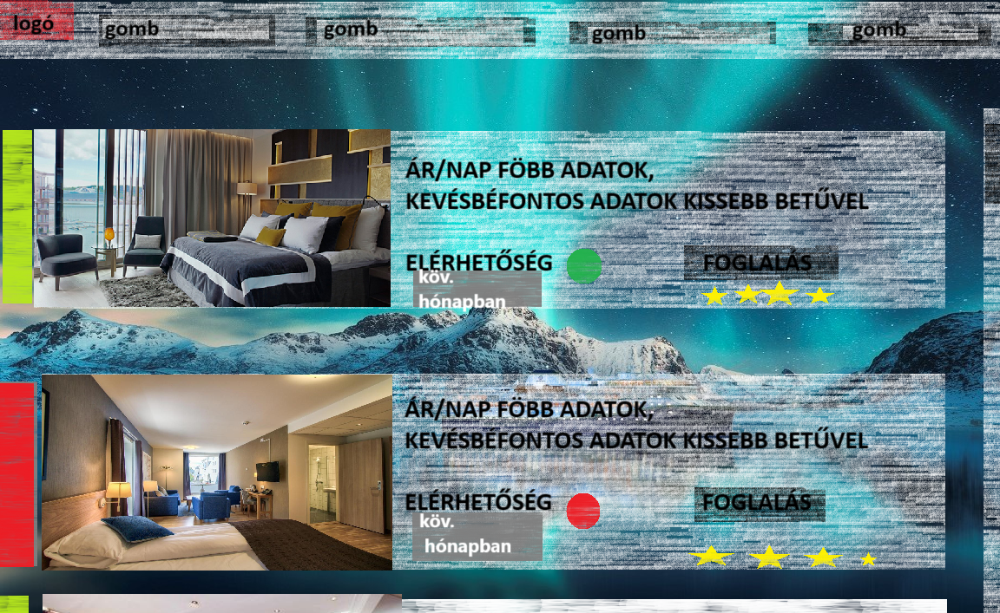 logó
gomb
gomb
gomb
gomb
ÁR/NAP FÖBB ADATOK,
KEVÉSBÉFONTOS ADATOK KISSEBB BETŰVEL
ELÉRHETŐSÉG
FOGLALÁS
köv.
hónapban
ÁR/NAP FÖBB ADATOK,
KEVÉSBÉFONTOS ADATOK KISSEBB BETŰVEL
ELÉRHETŐSÉG
FOGLALÁS
köv.
hónapban